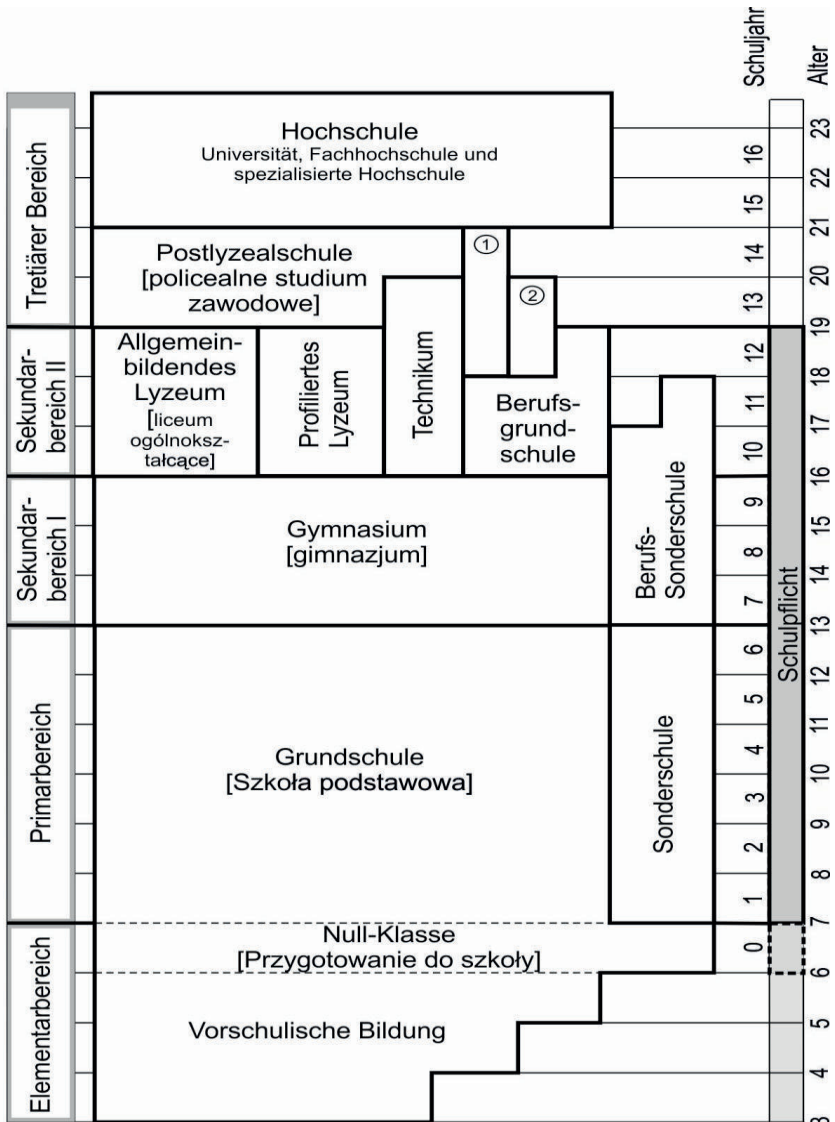 Schuljahr
Alter
Tretiärer Bereich
Hochschule
Universität, Fachhochschule und
spezialisierte Hochschule
Postlyzealschule
[policealne studium
zawodowe]
1
2
Sekundar-
bereich II
Allgemein-
bildendes
Lyzeum
[liceum
ogólnoksz-
tałcące]
Profiliertes
Lyzeum
Technikum
Berufs-
grund-
schule
Sekundar-
bereich I
Gymnasium
[gimnazjum]
Berufs-
Sonderschule
Primarbereich
Grundschule
[Szkoła podstawowa]
Sonderschule
Elementarbereich
Null-Klasse
[Przygotowanie do szkoły]
Vorschulische Bildung
16
15
14
13
12
11
10
9
8
7
6
5
4
3
2
1
0
Schulpflicht
23
22
21
20
19
18
17
16
15
14
13
12
11
10
9
8
7
6
5
4
3